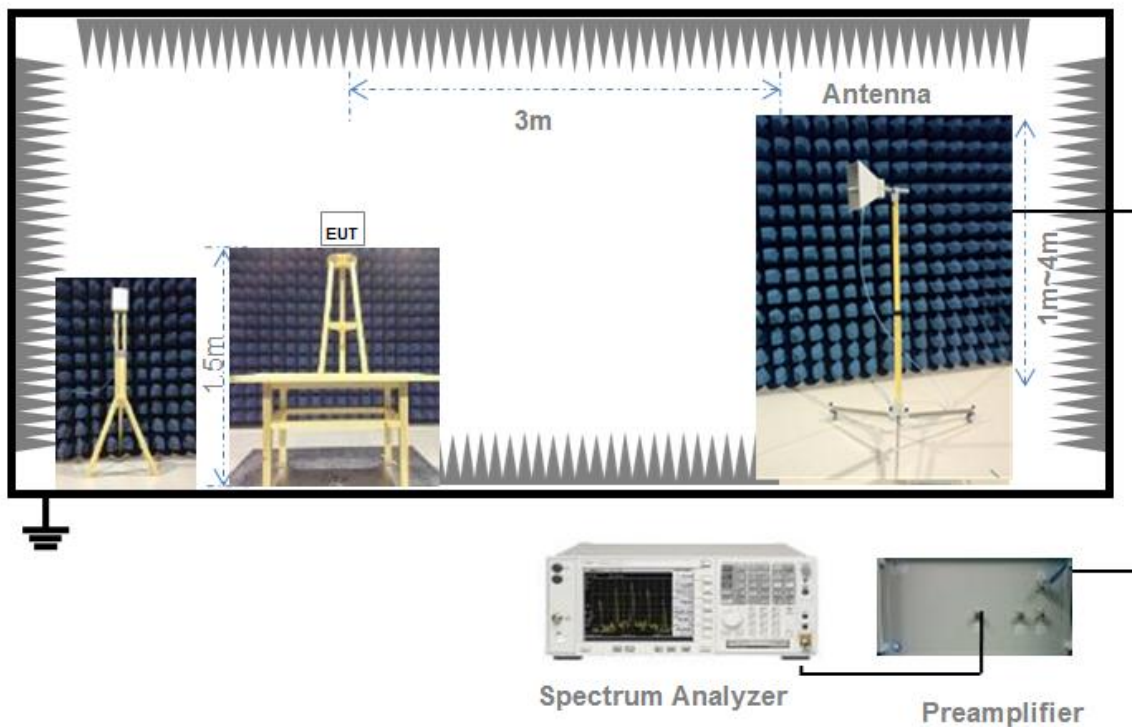 Antenna
3m
EUT
1.5m
1m~4m
Spectrum Analyzer
Preamplifier